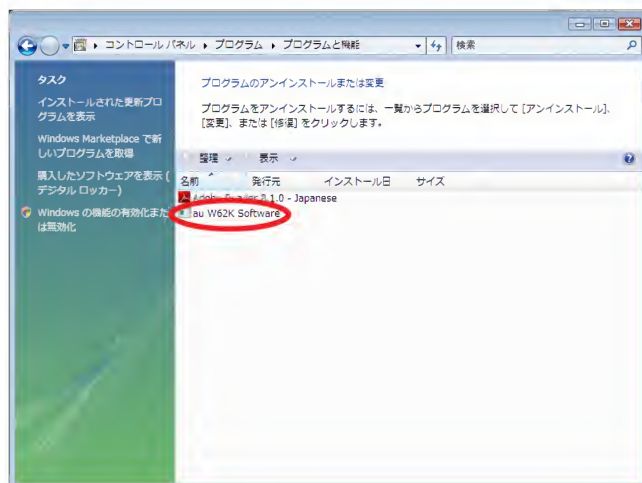 コントロール パネル ▸ プログラム ▸ プログラムと機能
検索
タスク
インストールされた更新プロ
グラムを表示
Windows Marketplace で新
しいプログラムを取得
購入したソフトウェアを表示 (
デジタル ロッカー)
Windows の機能の有効化また
は無効化
プログラムのアンインストールまたは変更
プログラムをアンインストールするには、一覧からプログラムを選択して [アンインストール]、
[変更]、または [修復] をクリックします。
整理
表示
名前
発行元
インストール日
サイズ
1.0 - Japanese
au W62K Software